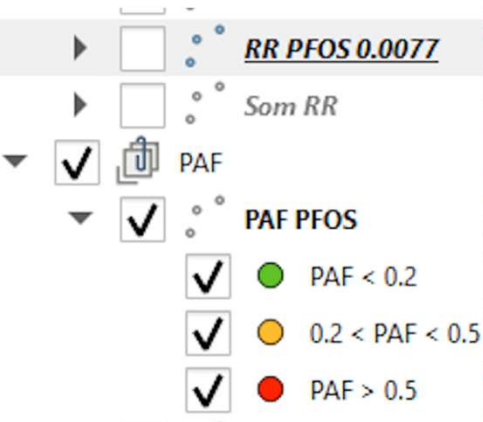 RR PFOS 0.0077
Som RR
PAF
PAF PFOS
PAF < 0.2
0.2 < PAF < 0.5
PAF > 0.5